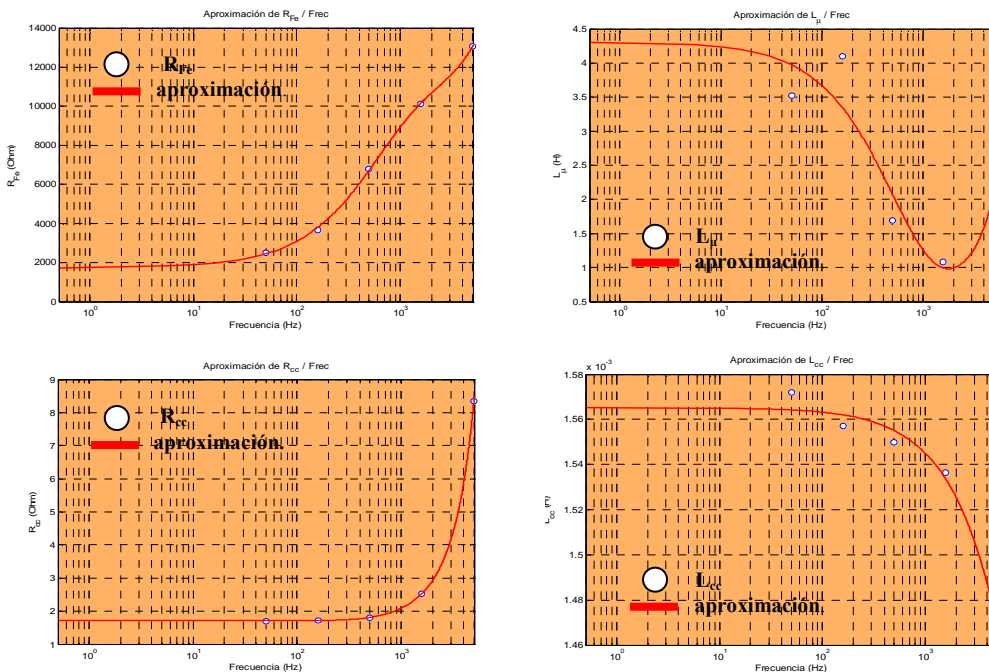 Aproximación de R_Fe / Frec
14000
12000
10000
8000
6000
4000
2000
0
R_Fe (Ohm)
R_Fe
aproximación.
10^0
10^1
10^2
10^3
Frecuencia (Hz)
Aproximación de L_μ / Frec
4.5
4
3.5
3
2.5
2
1.5
1
0.5
L_μ (H)
L_μ
aproximación.
10^0
10^1
10^2
10^3
Frecuencia (Hz)
Aproximación de R_cc / Frec
9
8
7
6
5
4
3
2
1
R_cc (Ohm)
R_cc
aproximación.
10^0
10^1
10^2
10^3
Frecuencia (Hz)
Aproximación de L_cc / Frec
x 10^-3
1.58
1.56
1.54
1.52
1.5
1.48
1.46
L_cc (H)
L_cc
aproximación.
10^0
10^1
10^2
10^3
Frecuencia (Hz)